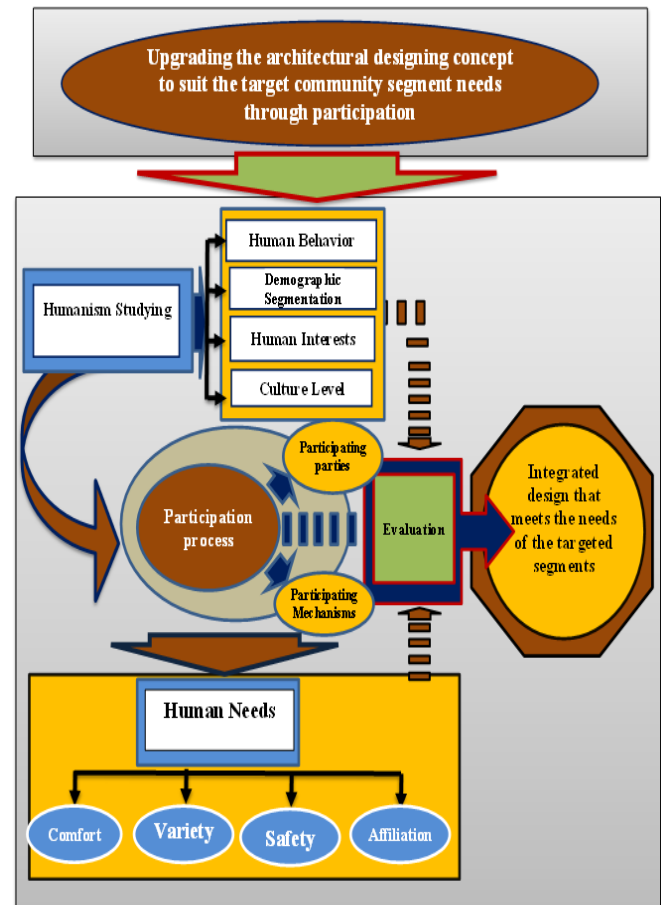 Upgrading the architectural designing concept
to suit the target community segment needs
through participation
Humanism Studying
Human Behavior
Demographic
Segmentation
Human Interests
Culture Level
Participating
parties
Participation
process
Participating
Mechanisms
Evaluation
Integrated
design that
meets the needs
of the targeted
segments
Human Needs
Comfort
Variety
Safety
Affiliation